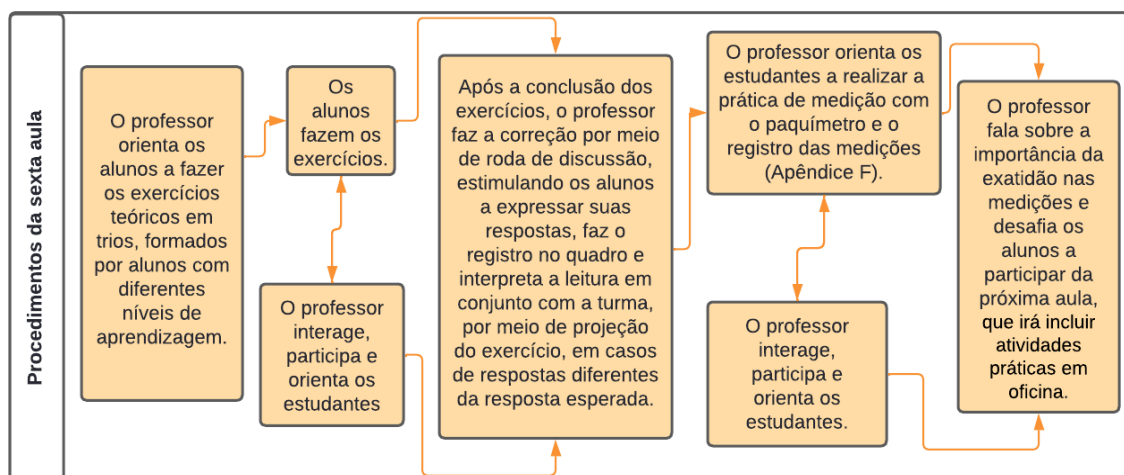 Procedimentos da sexta aula
O professor
orienta os
alunos a fazer
os exercícios
teóricos em
trios, formados
por alunos com
diferentes
níveis de
aprendizagem.
Os
alunos
fazem os
exercícios.
O professor
interage,
participa e
orienta os
estudantes
Após a conclusão dos
exercícios, o professor
faz a correção por meio
de roda de discussão,
estimulando os alunos
a expressar suas
respostas, faz o
registro no quadro e
interpreta a leitura em
conjunto com a turma,
por meio de projeção
do exercício, em casos
de respostas diferentes
da resposta esperada.
O professor orienta os
estudantes a realizar a
prática de medição com
o paquímetro e o
registro das medições
(Apêndice F).
O professor
interage,
participa e
orienta os
estudantes.
O professor
fala sobre a
importância da
exatidão nas
medições e
desafia os
alunos a
participar da
próxima aula,
que irá incluir
atividades
práticas em
oficina.